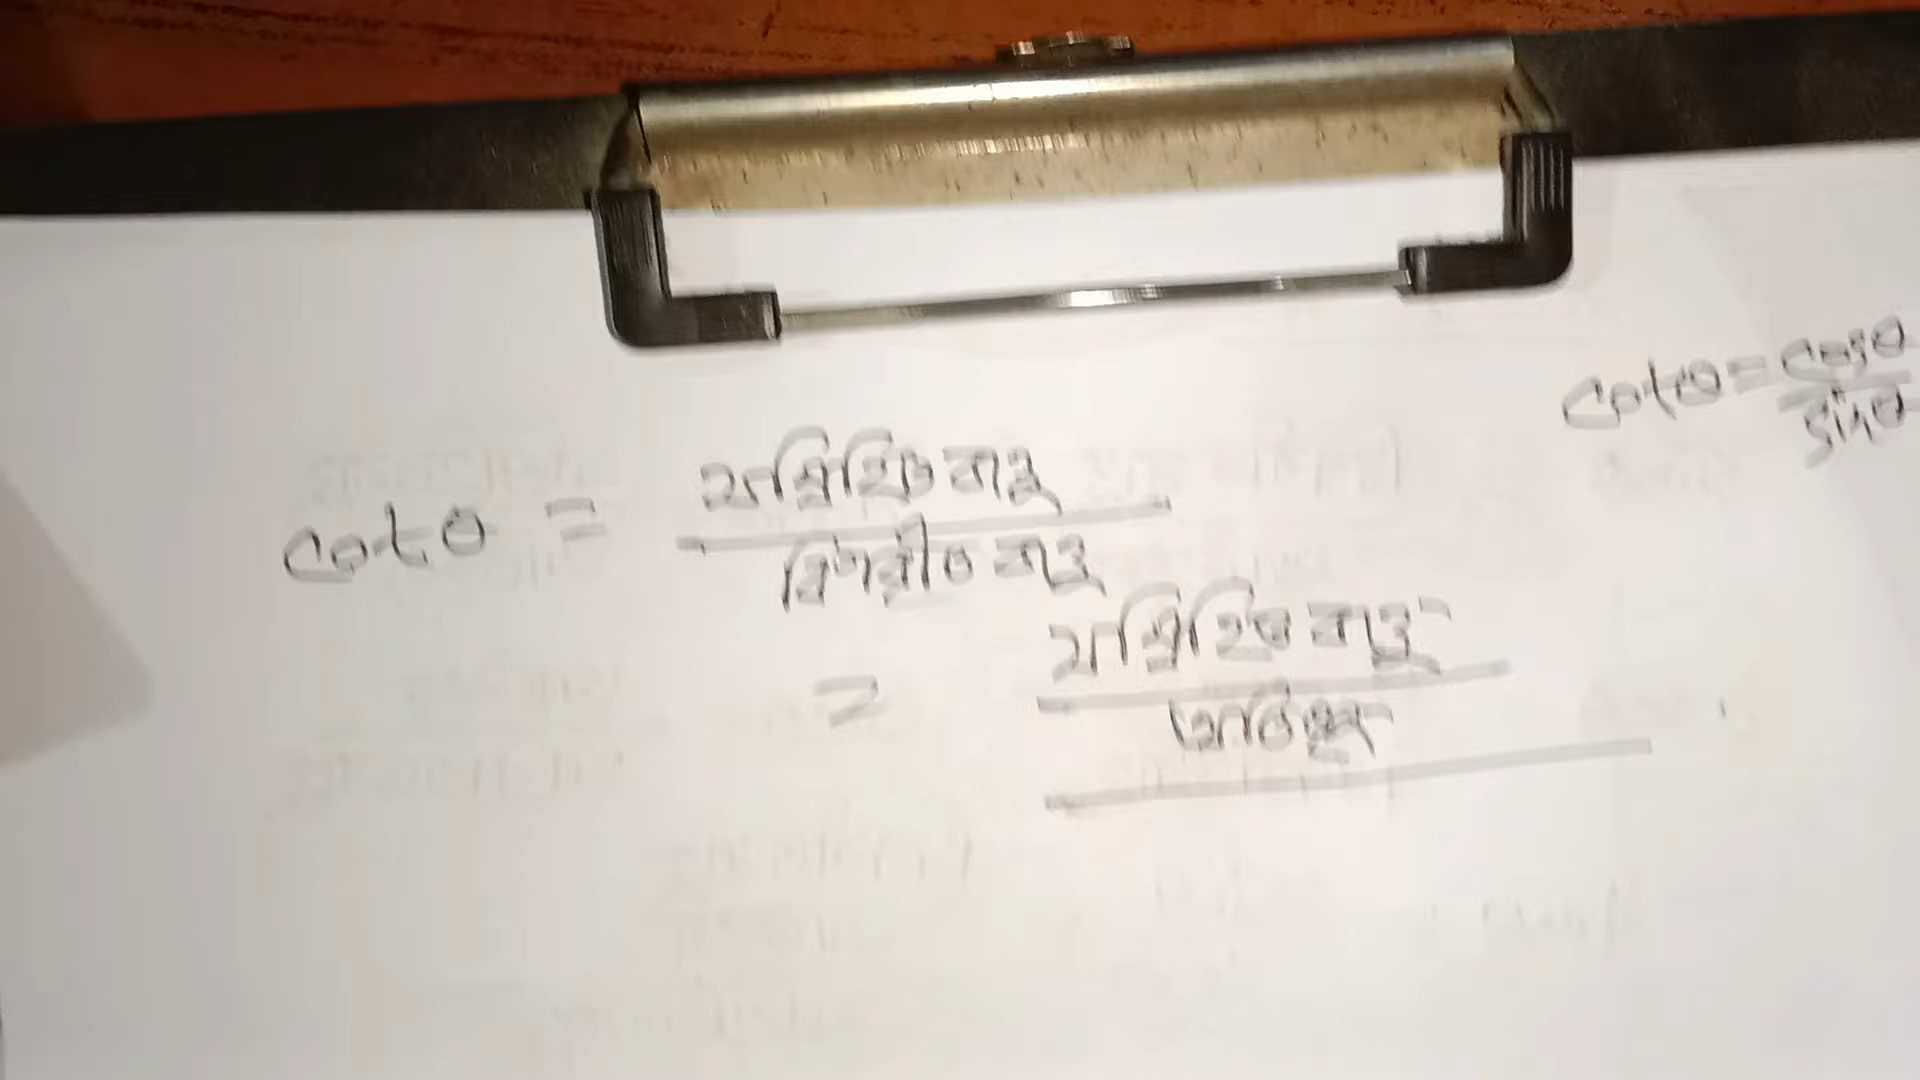 cotθ = cosθ / sinθ
cotθ = সন্নিহিত বাহু / বিপরীত বাহু
= সন্নিহিত বাহু / অতিভুজ